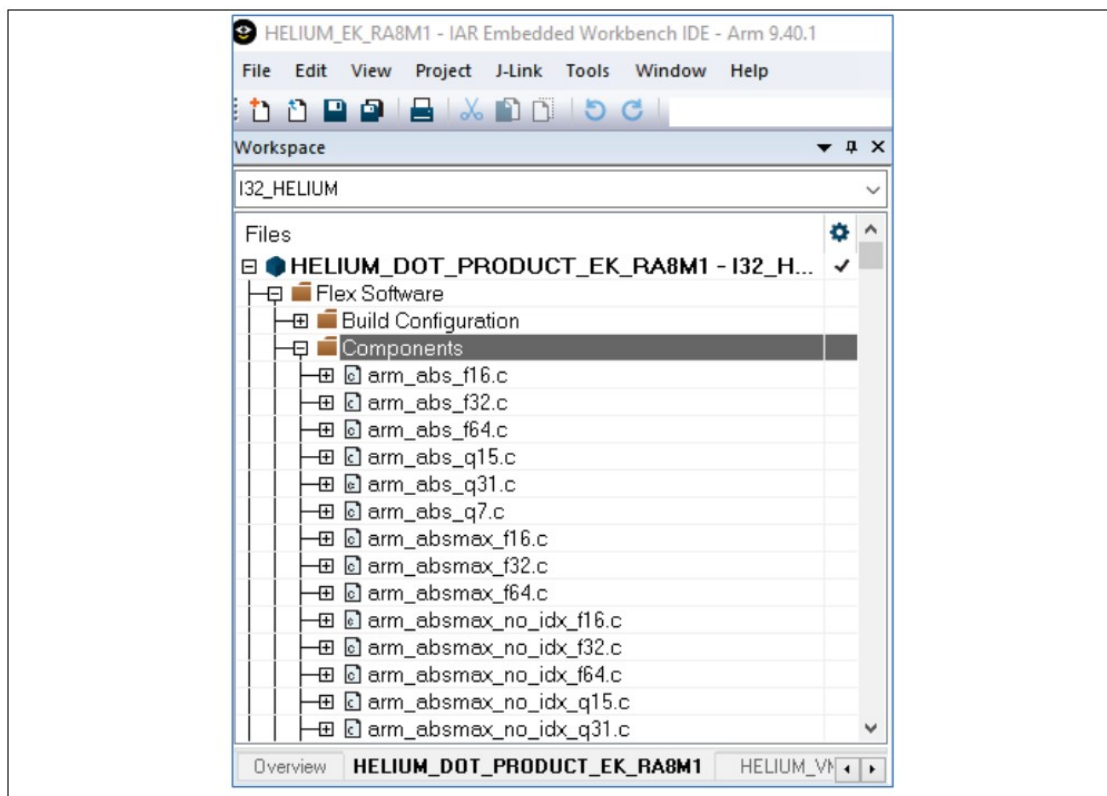 HELIUM_EK_RA8M1 - IAR Embedded Workbench IDE - Arm 9.40.1
File Edit View Project J-Link Tools Window Help
Workspace
I32_HELIUM
Files
HELIUM_DOT_PRODUCT_EK_RA8M1 - I32_H...
Flex Software
Build Configuration
Components
arm_abs_f16.c
arm_abs_f32.c
arm_abs_f64.c
arm_abs_q15.c
arm_abs_q31.c
arm_abs_q7.c
arm_absmax_f16.c
arm_absmax_f32.c
arm_absmax_f64.c
arm_absmax_no_idx_f16.c
arm_absmax_no_idx_f32.c
arm_absmax_no_idx_f64.c
arm_absmax_no_idx_q15.c
arm_absmax_no_idx_q31.c
Overview HELIUM_DOT_PRODUCT_EK_RA8M1